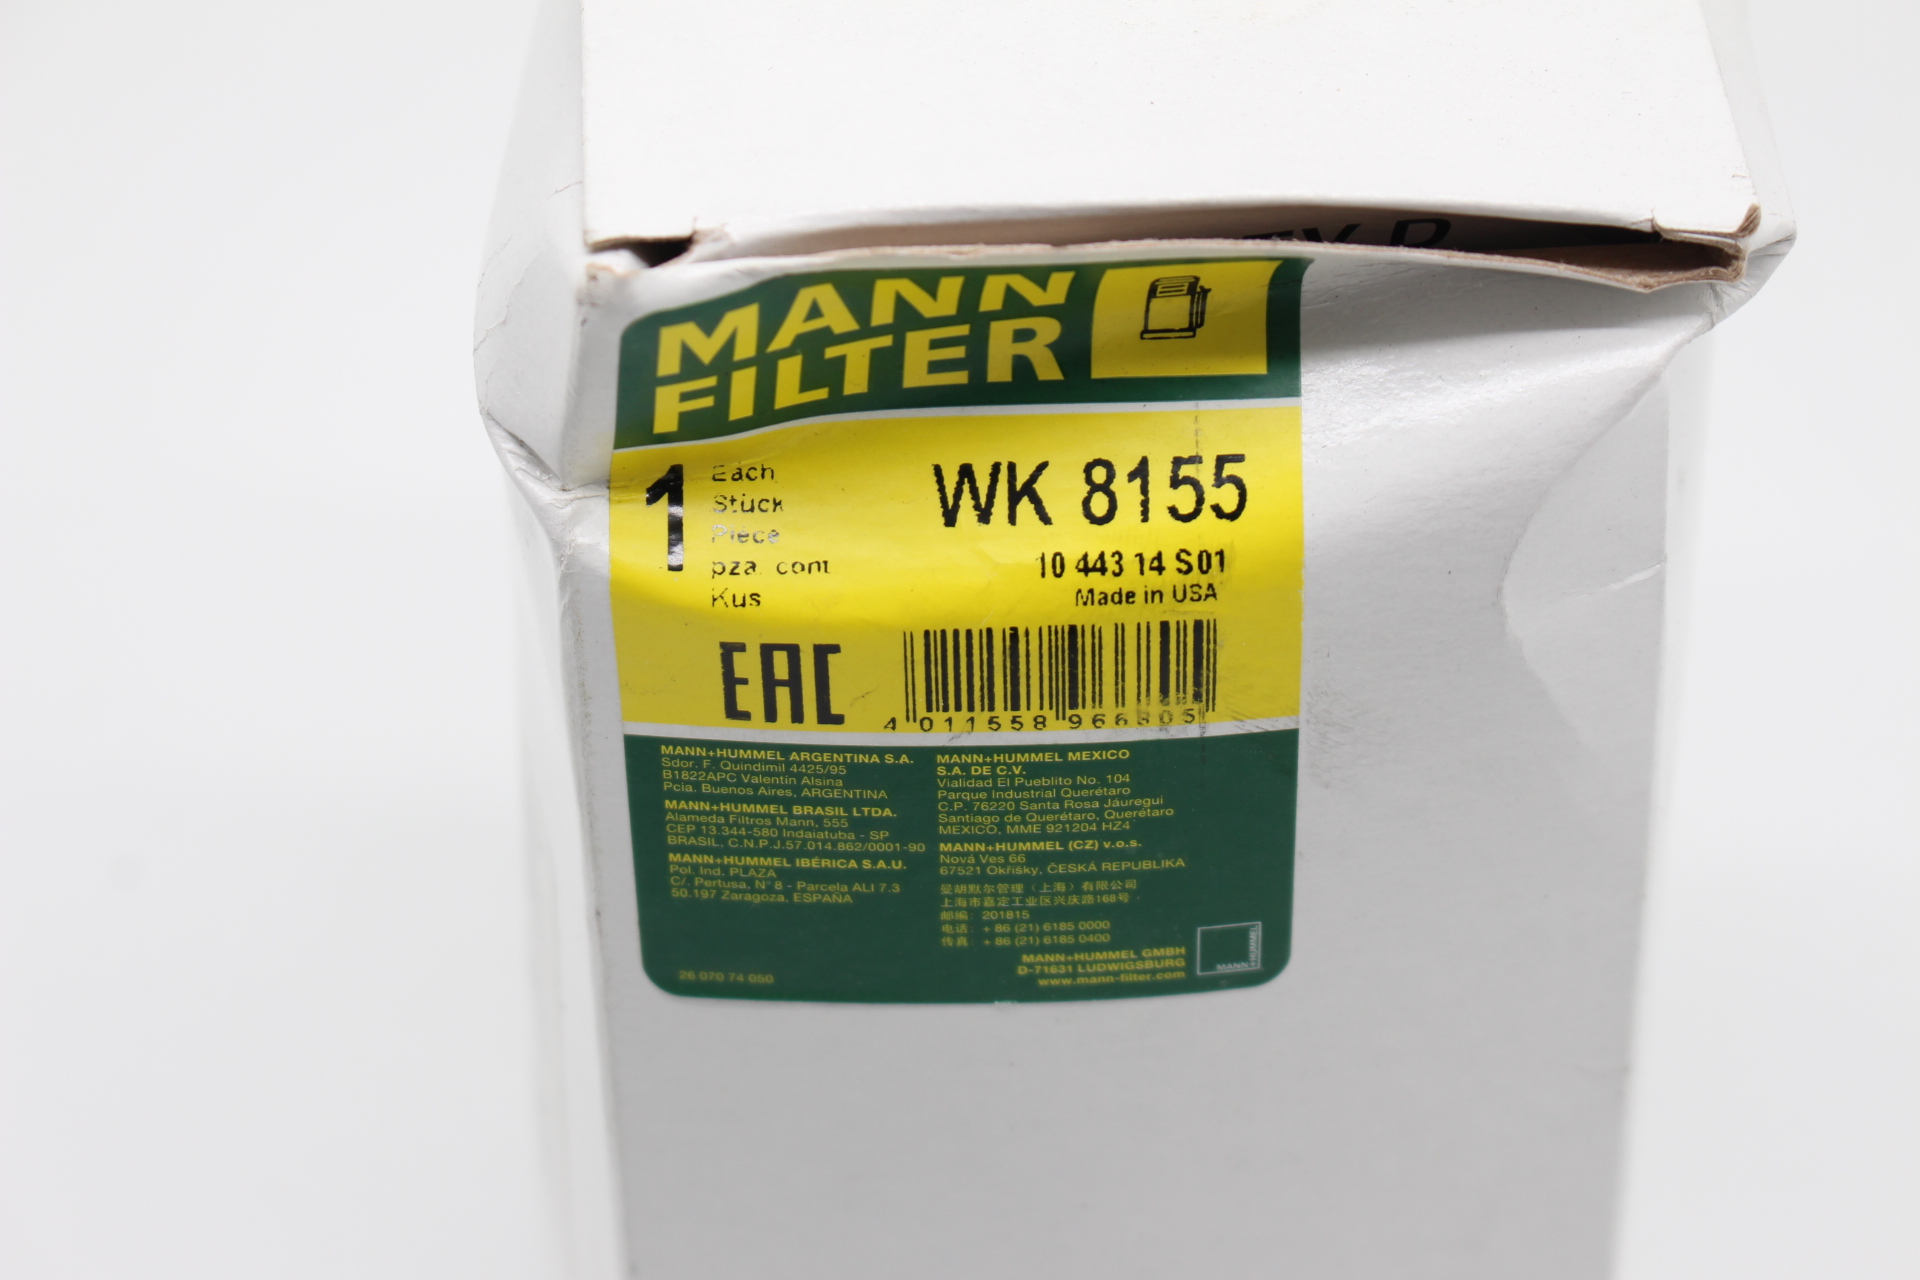 MANN
FILTER
1
Each
Stück
Pièce
pza. cont
Kus
WK 8155
10 443 14 S01
Made in USA
EAC
4 011558
MANN+HUMMEL ARGENTINA S.A.
Sdor. F. Quindimil 4425/95
B1822APC Valentín Alsina
Pcia. Buenos Aires, ARGENTINA
MANN+HUMMEL BRASIL LTDA.
Alameda Filtros Mann, 555
CEP 13.344-580 Indaiatuba - SP
BRASIL, C.N.P.J.57.014.862/0001-90
MANN+HUMMEL IBÉRICA S.A.U.
Pol. Ind. PLAZA
C/. Pertusa, N° 8 - Parcela ALI 7.3
50.197 Zaragoza, ESPAÑA
26 070 74 050
MANN+HUMMEL MEXICO
S.A. DE C.V.
Vialidad El Pueblito No. 104
Parque Industrial Querétaro
C.P. 76220 Santa Rosa Jáuregui
Santiago de Querétaro, Querétaro
MEXICO, MME 921204 HZ4
MANN+HUMMEL (CZ) v.o.s.
Nová Ves 66
67521 Okříšky, ČESKÁ REPUBLIKA
曼胡默尔管理（上海）有限公司
上海市嘉定工业区兴庆路168号
邮编: 201815
电话: + 86 (21) 6185 0000
传真: + 86 (21) 6185 0400
MANN+HUMMEL GMBH
D-71631 LUDWIGSBURG
www.mann-filter.com
MANN+HUMMEL